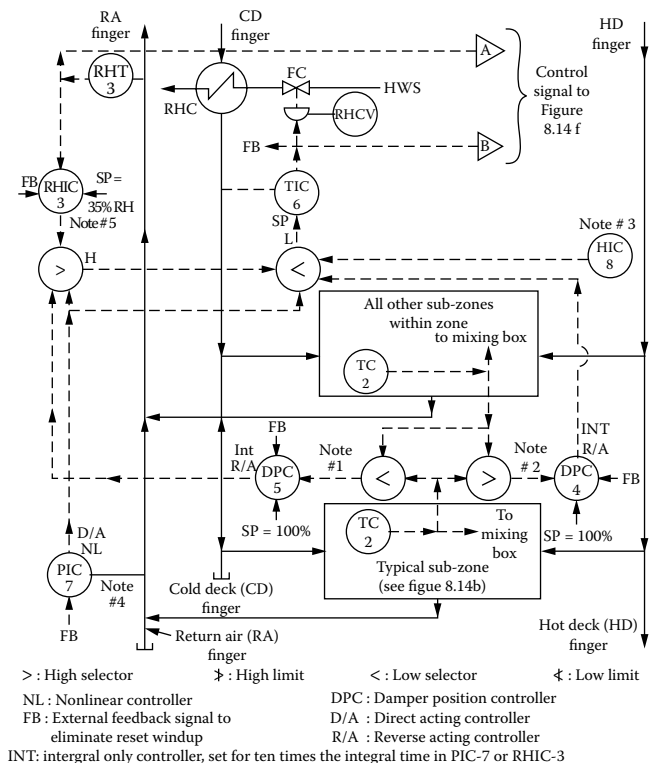 RA
finger
CD
finger
HD
finger
A
RHT
3
FC
HWS
RHC
RHCV
Control
signal to
Figure
8.14 f
FB
B
FB
RHIC
3
SP =
35% RH
Note # 5
TIC
6
SP
L
Note # 3
HIC
8
>
H
<
All other sub-zones
within zone
to mixing box
TC
2
FB
Int
R/A
DPC
5
Note
#1
<
>
Note
# 2
INT
R/A
DPC
4
FB
SP = 100%
SP = 100%
TC
2
To
mixing
box
Typical sub-zone
(see figue 8.14b)
D/A
NL
PIC
7
Note
#4
FB
Cold deck (CD)
finger
Return air (RA)
finger
Hot deck (HD)
finger
> : High selector
≯ : High limit
< : Low selector
≮ : Low limit
NL : Nonlinear controller
DPC : Damper position controller
FB : External feedback signal to
eliminate reset windup
D/A : Direct acting controller
R/A : Reverse acting controller
INT: intergral only controller, set for ten times the integral time in PIC-7 or RHIC-3